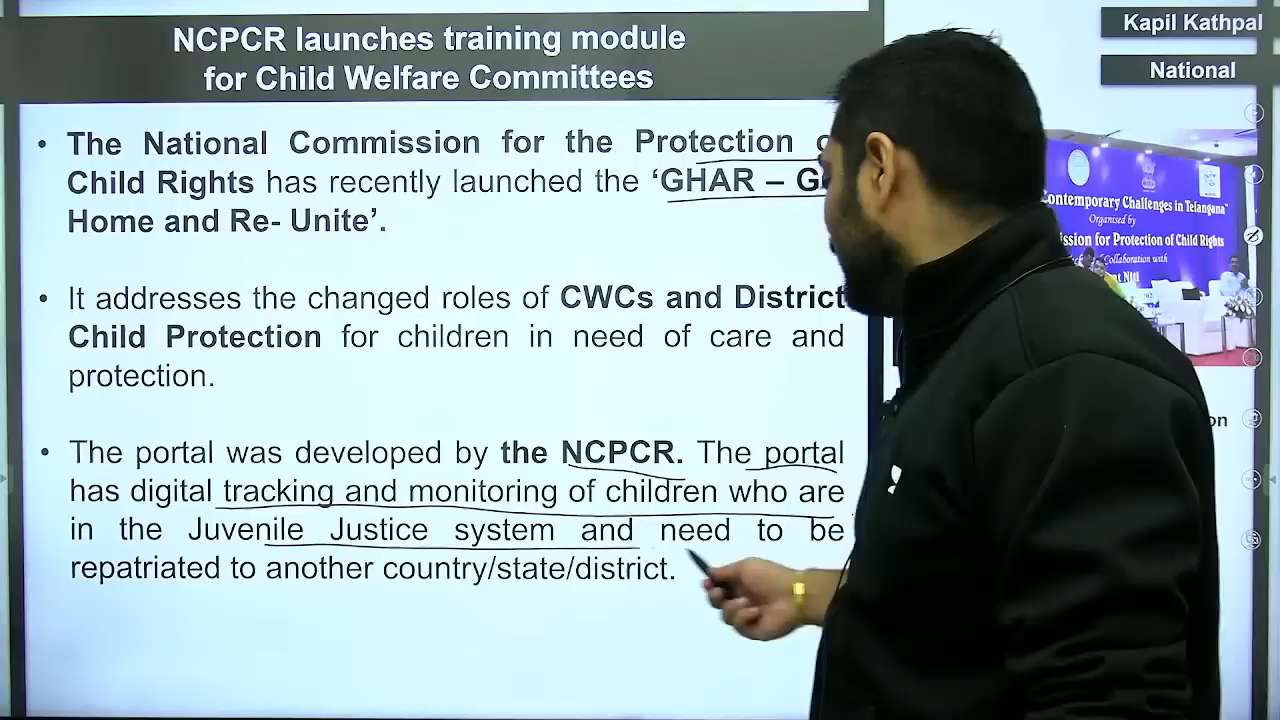 NCPCR launches training module
for Child Welfare Committees
Kapil Kathpal
National
• The National Commission for the Protection
Child Rights has recently launched the ‘GHAR –
Home and Re- Unite’.
• It addresses the changed roles of CWCs and District
Child Protection for children in need of care and
protection.
• The portal was developed by the NCPCR. The portal
has digital tracking and monitoring of children who are
in the Juvenile Justice system and need to be
repatriated to another country/state/district.
Contemporary Challenges in Telangana"
Organised by
for Protection of Child Rights
Collaboration with